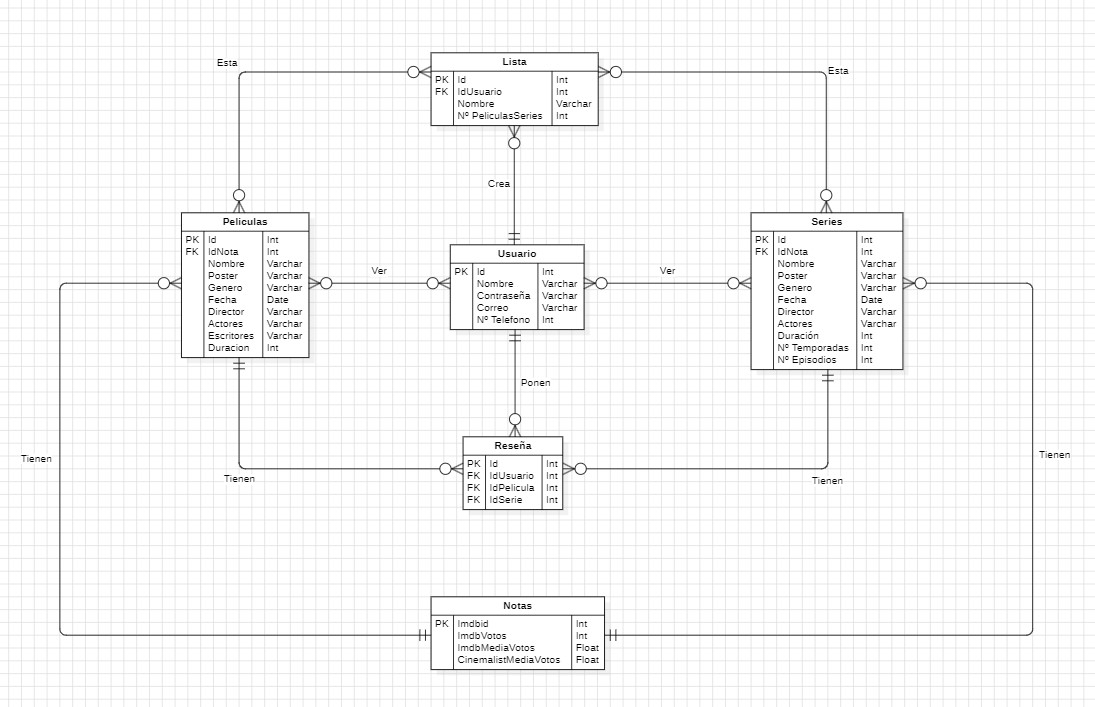 Esta
Lista
Esta
PK Id Int
FK IdUsuario Int
Nombre Varchar
Nº PeliculasSeries Int
Crea
Peliculas
PK Id Int
FK IdNota Int
Nombre Varchar
Poster Varchar
Genero Varchar
Fecha Date
Director Varchar
Actores Varchar
Escritores Varchar
Duracion Int
Ver
Usuario
PK Id Int
Nombre Varchar
Contraseña Varchar
Correo Varchar
Nº Telefono Int
Ver
Series
PK Id Int
FK IdNota Int
Nombre Varchar
Poster Varchar
Genero Varchar
Fecha Date
Director Varchar
Actores Varchar
Duración Int
Nº Temporadas Int
Nº Episodios Int
Ponen
Tienen
Tienen
Reseña
PK Id Int
FK IdUsuario Int
FK IdPelicula Int
FK IdSerie Int
Tienen
Tienen
Notas
PK Imdbid Int
ImdbVotos Int
ImdbMediaVotos Float
CinemalistMediaVotos Float